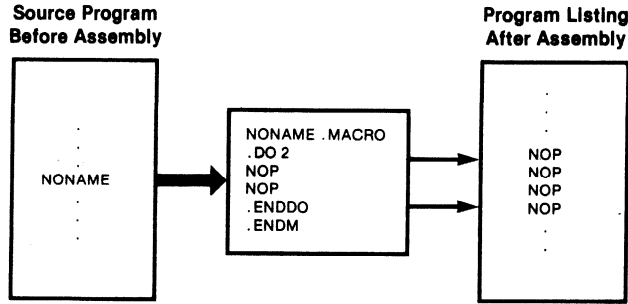 Source Program
Before Assembly
NONAME
NONAME .MACRO
.DO 2
NOP
NOP
.ENDDO
.ENDM
Program Listing
After Assembly
NOP
NOP
NOP
NOP